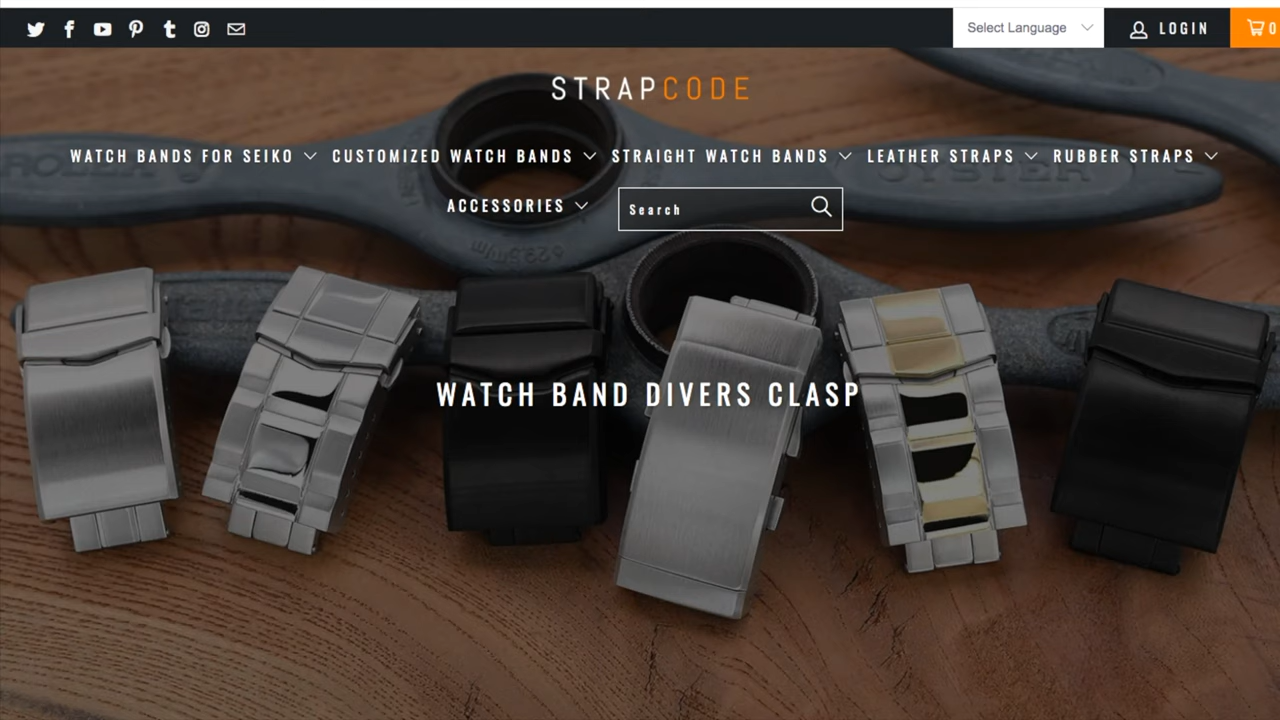 Select Language
LOGIN
0
STRAPCODE
WATCH BANDS FOR SEIKO
CUSTOMIZED WATCH BANDS
STRAIGHT WATCH BANDS
LEATHER STRAPS
RUBBER STRAPS
ACCESSORIES
Search
ROLEX
OYSTER
WATCH BAND DIVERS CLASP